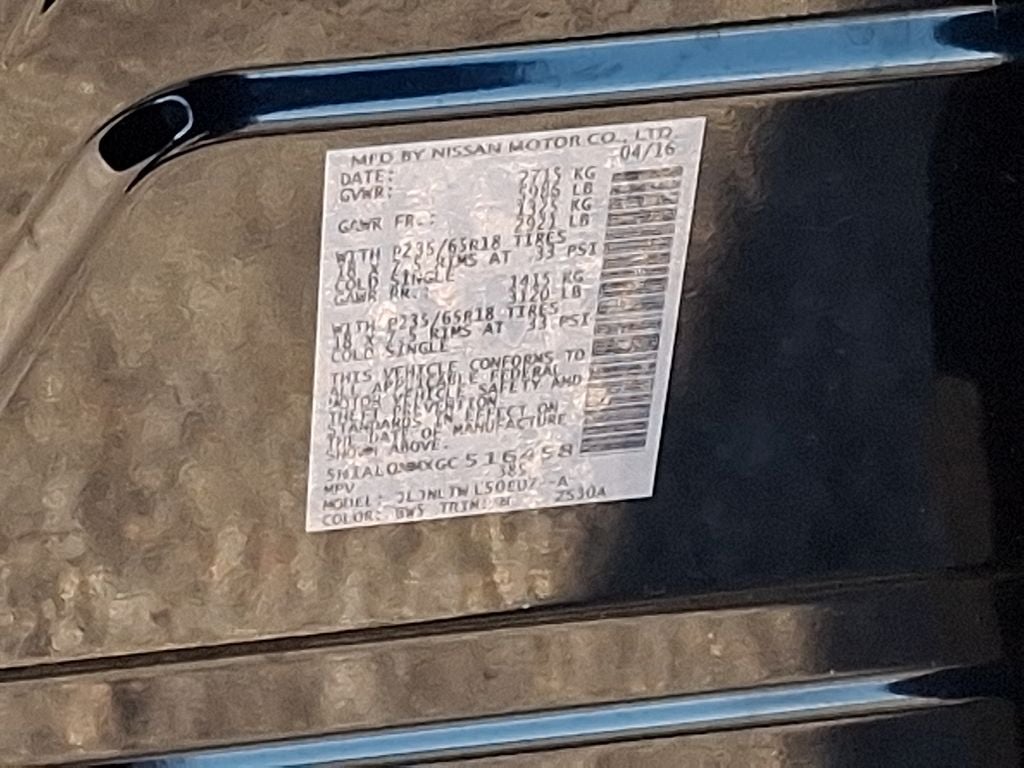 MFD BY NISSAN MOTOR CO., LTD.
DATE: 04/16
GVWR: 2715 KG
5986 LB
GAWR FR.: 1325 KG
2921 LB
WITH P235/65R18 TIRES
18 X 7.5 RIMS AT 33 PSI
COLD SINGLE
GAWR RR.: 1415 KG
3120 LB
WITH P235/65R18 TIRES
18 X 7.5 RIMS AT 33 PSI
COLD SINGLE
THIS VEHICLE CONFORMS TO
ALL APPLICABLE FEDERAL
MOTOR VEHICLE SAFETY AND
THEFT PREVENTION
STANDARDS IN EFFECT ON
THE DATE OF MANUFACTURE
SHOWN ABOVE.
MPV
MODEL:
COLOR: TRIM: